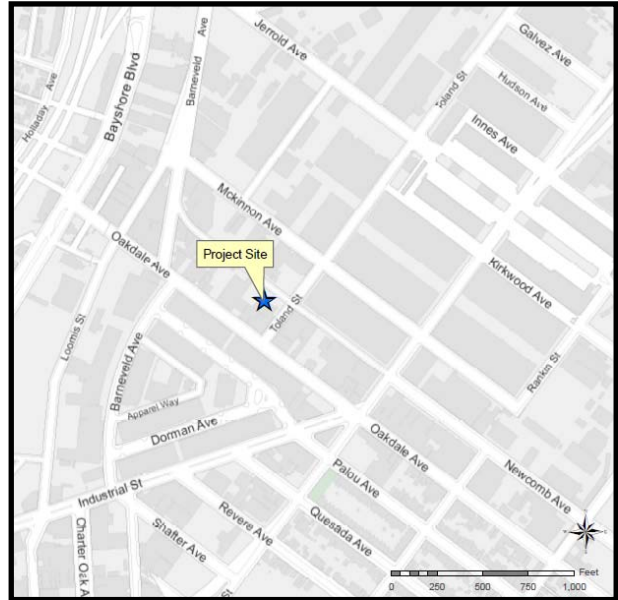 Jerrold Ave
Galvez Ave
Barneveld Ave
Hudson Ave
Holladay Ave
Bayshore Blvd
Toland St
Innes Ave
Mckinnon Ave
Oakdale Ave
Project Site
Kirkwood Ave
Toland St
Loomis St
Barneveld Ave
Rankin St
Apparel Way
Dorman Ave
Oakdale Ave
Palou Ave
Newcomb Ave
Industrial St
Revere Ave
Quesada Ave
Shafter Ave
Charter Oak A
Feet
0 250 500 750 1,000